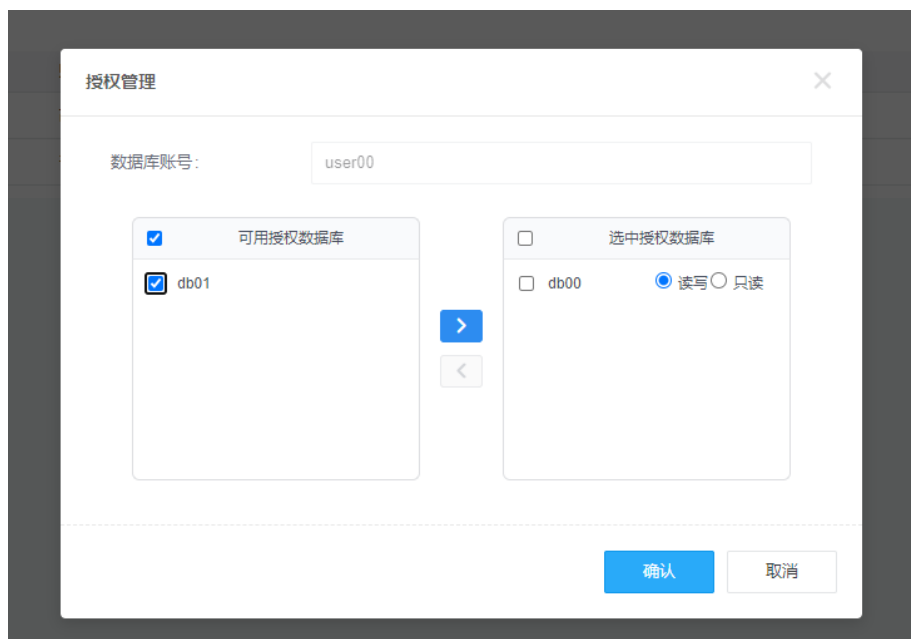 授权管理
数据库账号:
user00
可用授权数据库
选中授权数据库
db01
db00 读写 只读
确认 取消